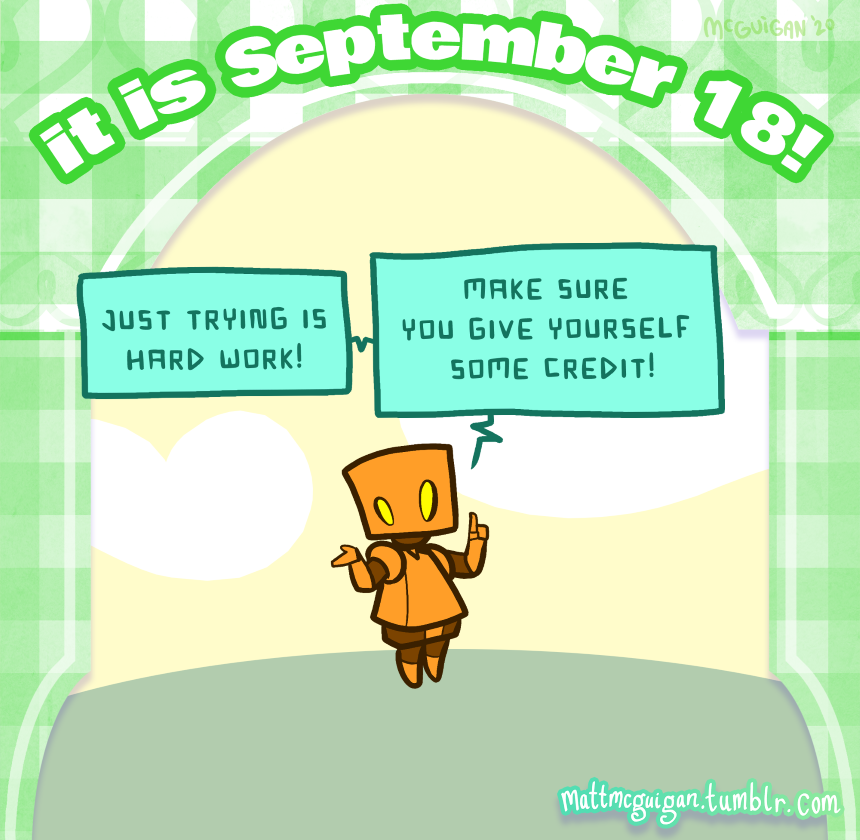 McGUiGAN '20
it is September 18!
JUST TRYING IS
HARD WORK!
MAKE SURE
YOU GIVE YOURSELF
SOME CREDIT!
mattmcguigan.tumblr.com